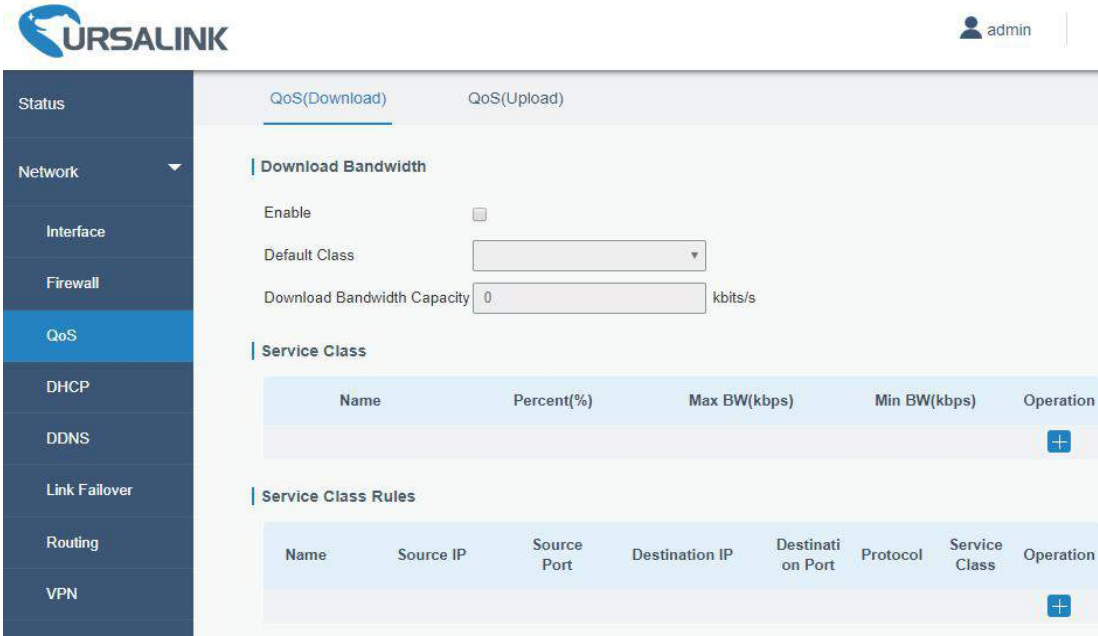 URSALINK
admin
Status
Network
Interface
Firewall
QoS
DHCP
DDNS
Link Failover
Routing
VPN
QoS(Download) QoS(Upload)
Download Bandwidth
Enable
Default Class
Download Bandwidth Capacity 0 kbits/s
Service Class
Name Percent(%) Max BW(kbps) Min BW(kbps) Operation
Service Class Rules
Name Source IP Source Port Destination IP Destinati on Port Protocol Service Class Operation